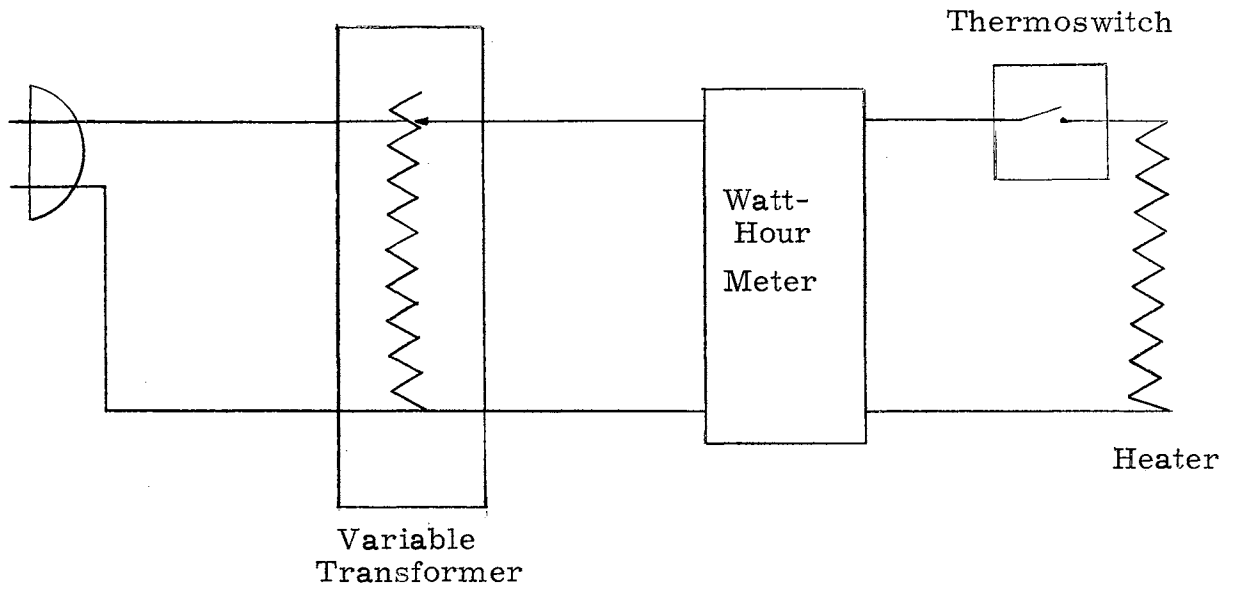 Thermoswitch
Watt-
Hour
Meter
Heater
Variable
Transformer